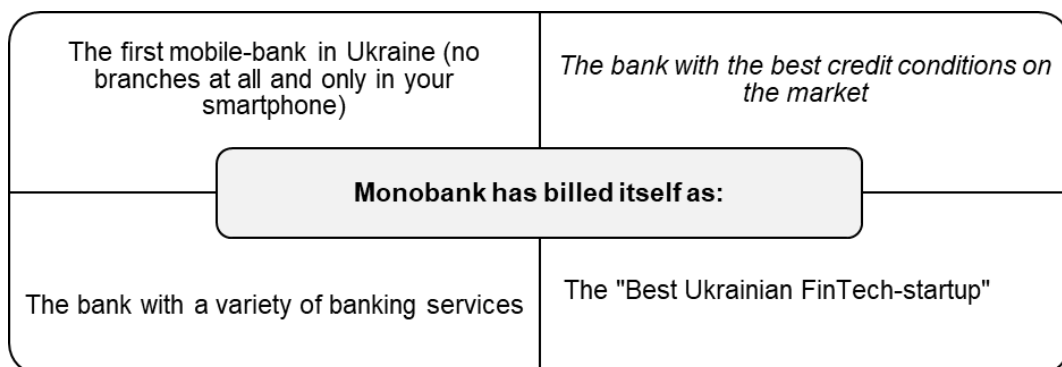 The first mobile-bank in Ukraine (no
branches at all and only in your
smartphone)
The bank with the best credit conditions on
the market
Monobank has billed itself as:
The bank with a variety of banking services
The "Best Ukrainian FinTech-startup"